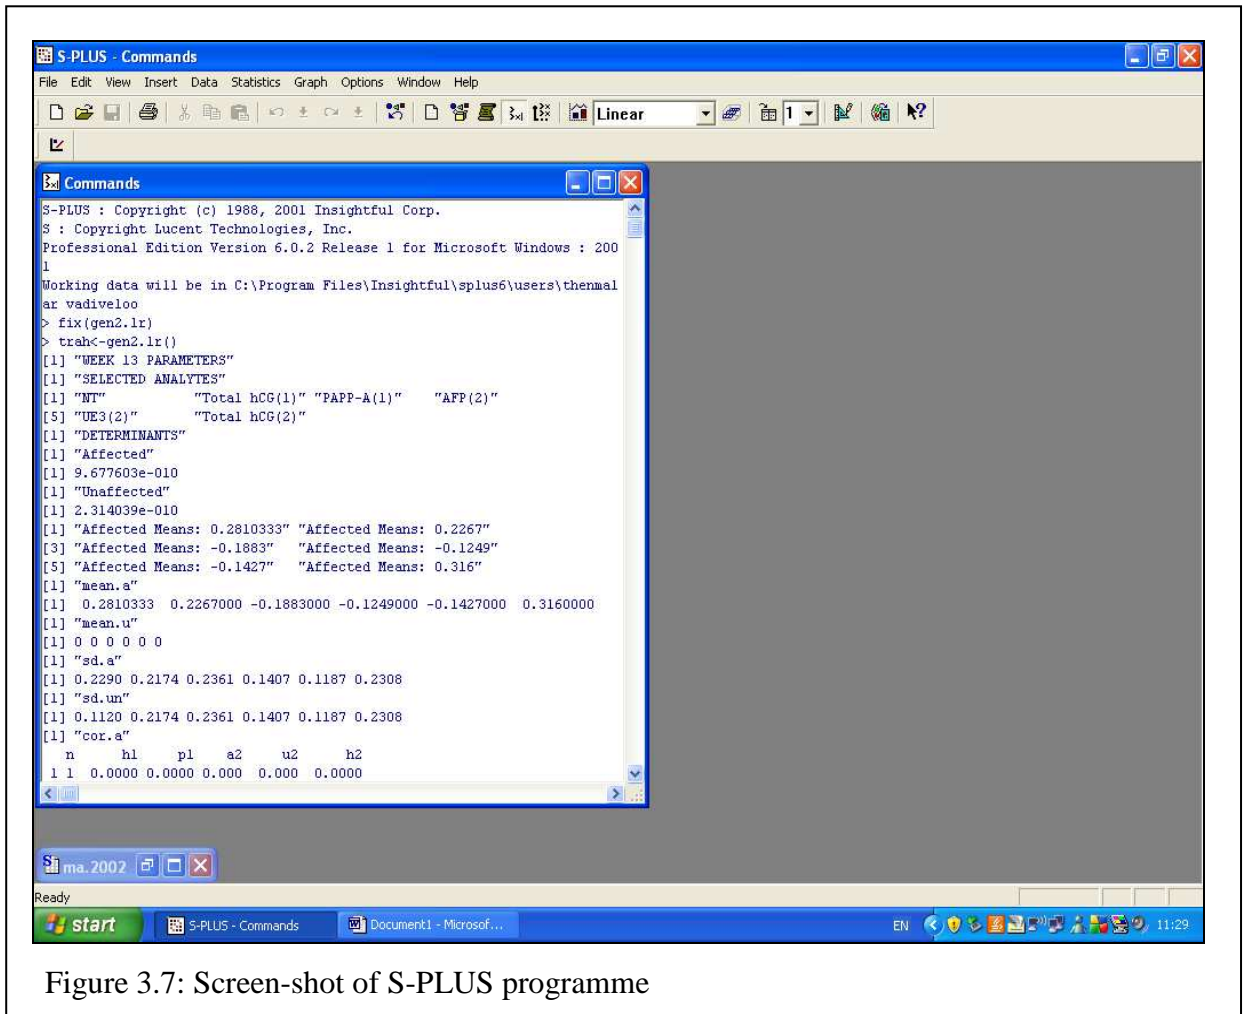 S-PLUS - Commands
File Edit View Insert Data Statistics Graph Options Window Help
Linear 1
Commands
S-PLUS : Copyright (c) 1988, 2001 Insightful Corp.
S : Copyright Lucent Technologies, Inc.
Professional Edition Version 6.0.2 Release 1 for Microsoft Windows : 200
1
Working data will be in C:\Program Files\Insightful\splus6\users\thenmal
ar vadiveloo
> fix(gen2.lr)
> trah<-gen2.lr()
[1] "WEEK 13 PARAMETERS"
[1] "SELECTED ANALYTES"
[1] "NT" "Total hCG(1)" "PAPP-A(1)" "AFP(2)"
[5] "UE3(2)" "Total hCG(2)"
[1] "DETERMINANTS"
[1] "Affected"
[1] 9.677603e-010
[1] "Unaffected"
[1] 2.314039e-010
[1] "Affected Means: 0.2810333" "Affected Means: 0.2267"
[3] "Affected Means: -0.1883" "Affected Means: -0.1249"
[5] "Affected Means: -0.1427" "Affected Means: 0.316"
[1] "mean.a"
[1] 0.2810333 0.2267000 -0.1883000 -0.1249000 -0.1427000 0.3160000
[1] "mean.u"
[1] 0 0 0 0 0 0
[1] "sd.a"
[1] 0.2290 0.2174 0.2361 0.1407 0.1187 0.2308
[1] "sd.un"
[1] 0.1120 0.2174 0.2361 0.1407 0.1187 0.2308
[1] "cor.a"
n h1 p1 a2 u2 h2
1 1 0.0000 0.0000 0.000 0.000 0.0000
ma.2002
Ready
start S-PLUS - Commands Document1 - Microsof... EN 11:29
Figure 3.7: Screen-shot of S-PLUS programme